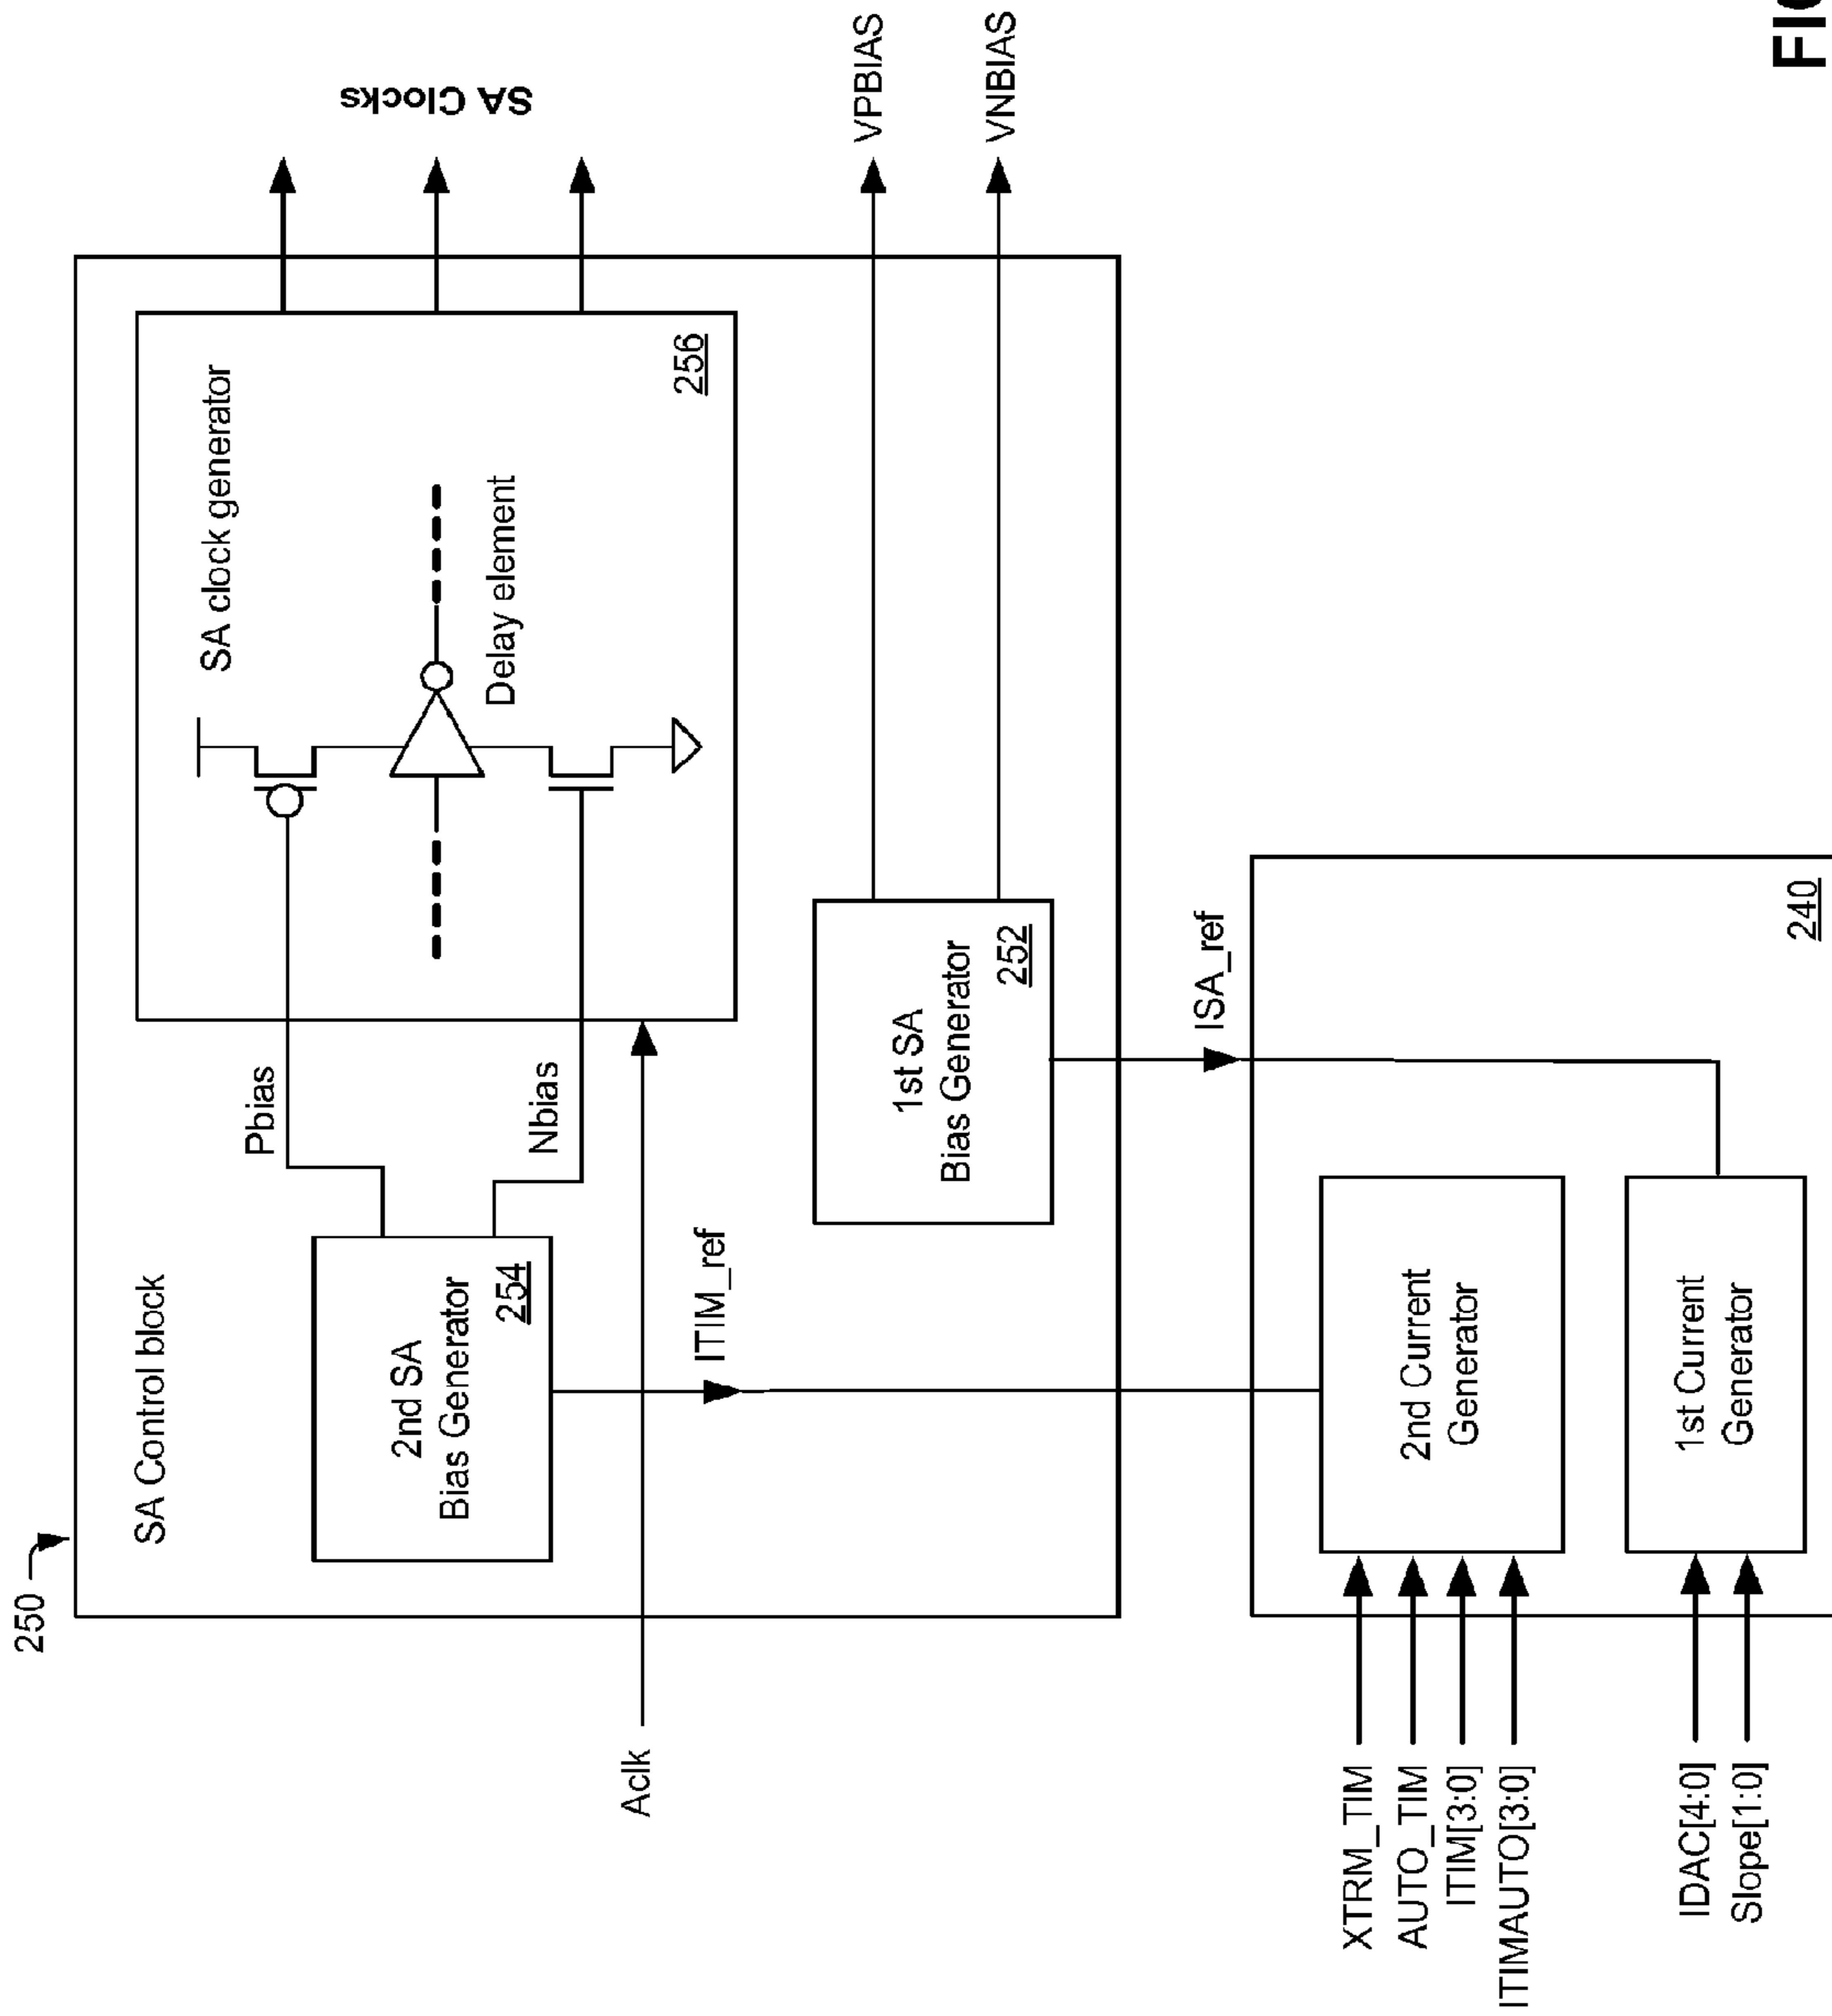 250
SA Control block
2nd SA
Bias Generator
254
Pbias
Nbias
SA clock generator
Delay element
256
SA Clocks
Aclk
ITIM_ref
1st SA
Bias Generator
252
VPBIAS
VNBIAS
ISA_ref
XTRM_TIM
AUTO_TIM
ITIM[3:0]
ITIMAUTO[3:0]
2nd Current
Generator
IDAC[4:0]
Slope[1:0]
1st Current
Generator
240